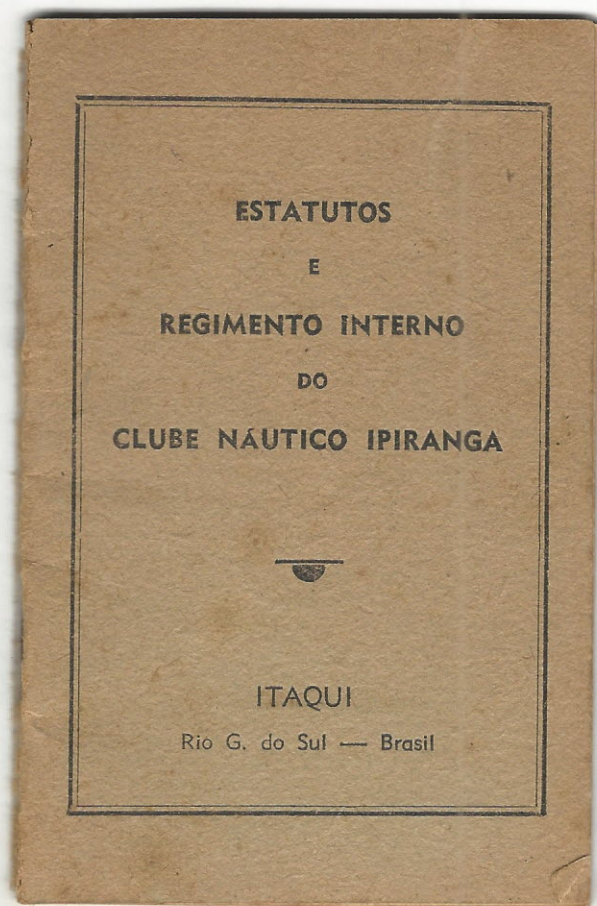 ESTATUTOS
E
REGIMENTO INTERNO
DO
CLUBE NÁUTICO IPIRANGA
ITAQUI
Rio G. do Sul — Brasil